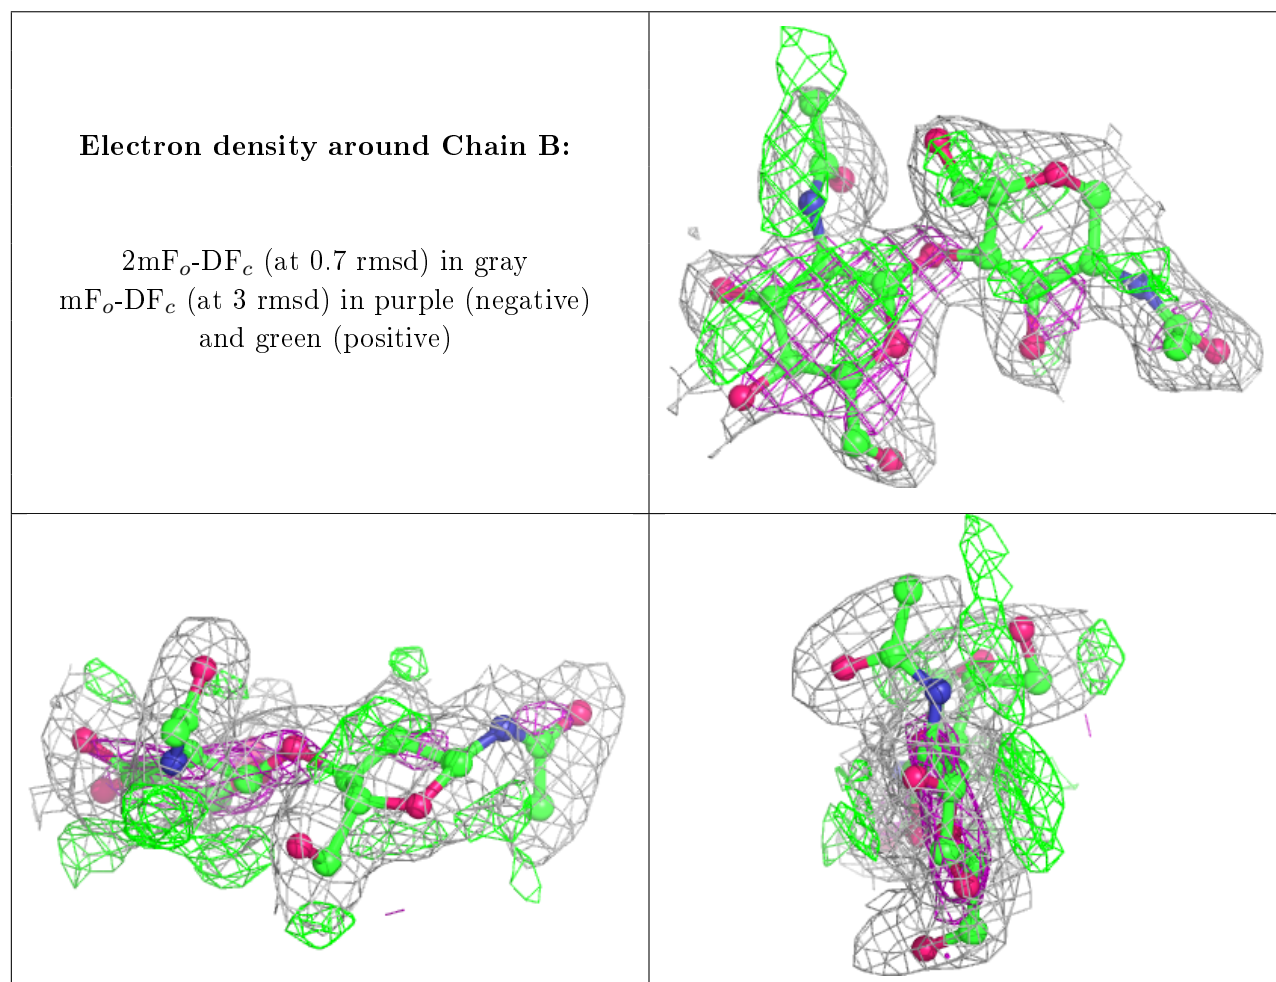 Electron density around Chain B:
2mFo-DFc (at 0.7 rmsd) in gray
mFo-DFc (at 3 rmsd) in purple (negative)
and green (positive)